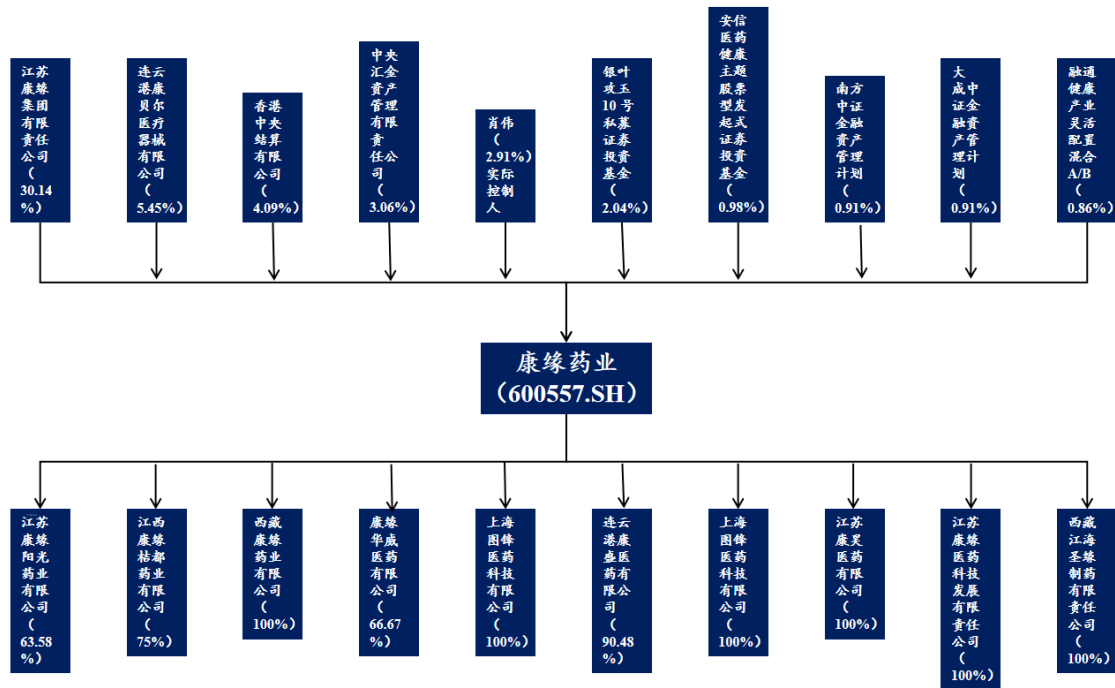 江苏
康缘
集团
有限
责任
公司
（
30.14
%）
连云
港康
贝尔
医疗
器械
有限
公司（
5.45%）
香港
中央
结算
有限
公司（
4.09%）
中央
汇金
资产
管理
有限
责
任公
司（
3.06%）
肖伟
（
2.91%）
实际
控制
人
银叶
攻玉
10 号
私募
证券
投资
基金
（
2.04%）
安信
医药
健康
主题
股票
型发
起式
证券
投资
基金
（
0.98%）
南方
中证
金融
资产
管理
计划
（
0.91%）
大
成中
证金
融资
产管
理计
划（
0.91%）
融通
健康
产业
灵活
配置
混合
A/B
（
0.86%）
康缘药业
（600557.SH）
江苏
康缘
阳光
药业
有限
公司
（
63.58
%）
江西
康缘
桔都
药业
有限
公司
（
75%）
西藏
康缘
药业
有限
公司（
100%）
康缘
华威
医药
有限
公司
（
66.67
%）
上海
图锋
医药
科技
有限
公司
（
100%）
连云
港康
盛医
药有
限公
司
（
90.48
%）
上海
图锋
医药
科技
有限
公司
（
100%）
江苏
康昊
医药
有限
公司
（
100%）
江苏
康缘
医药
科技
发展
有限
责任
公司（
100%）
西藏
江海
圣缘
制药
有限
责任
公司
（
100%）